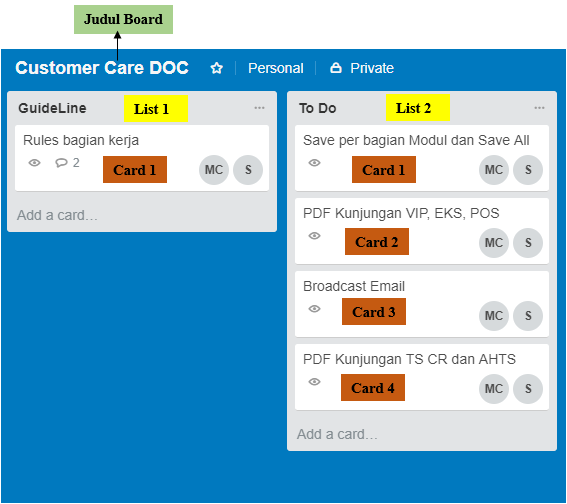 Judul Board
Customer Care DOC Personal Private
GuideLine List 1 ...
Rules bagian kerja
2 Card 1 MC S
Add a card...
To Do List 2 ...
Save per bagian Modul dan Save All
Card 1 MC S
PDF Kunjungan VIP, EKS, POS
Card 2 MC S
Broadcast Email
Card 3 MC S
PDF Kunjungan TS CR dan AHTS
Card 4 MC S
Add a card...